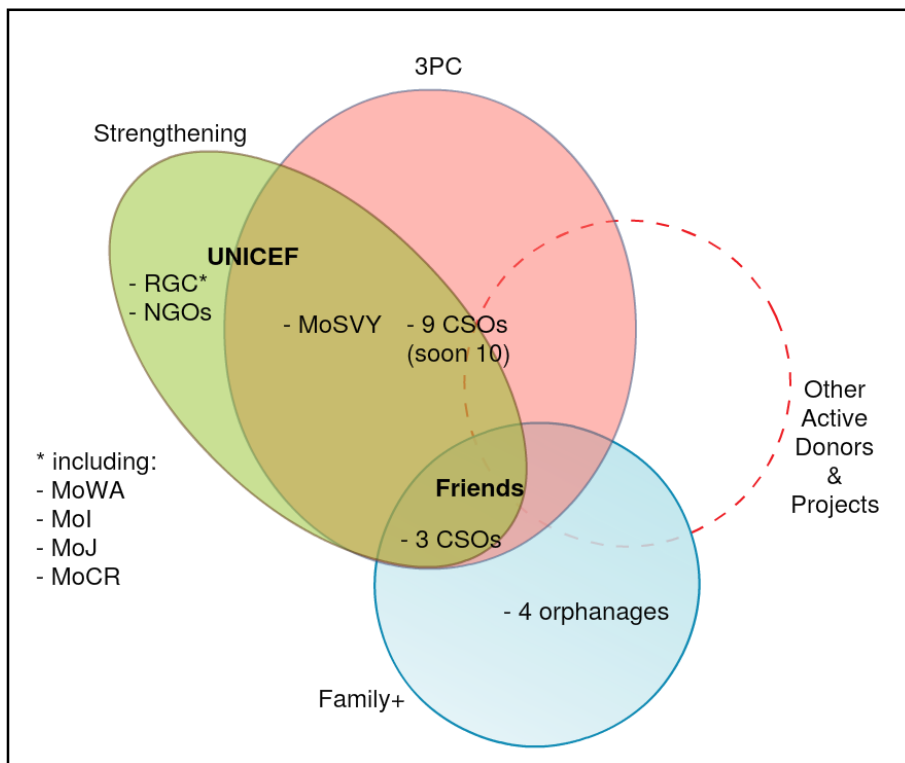 3PC
Strengthening
UNICEF
- RGC*
- NGOs
- MoSVY
- 9 CSOs
(soon 10)
Other
Active
Donors
&
Projects
* including:
- MoWA
- MoI
- MoJ
- MoCR
Friends
- 3 CSOs
- 4 orphanages
Family+